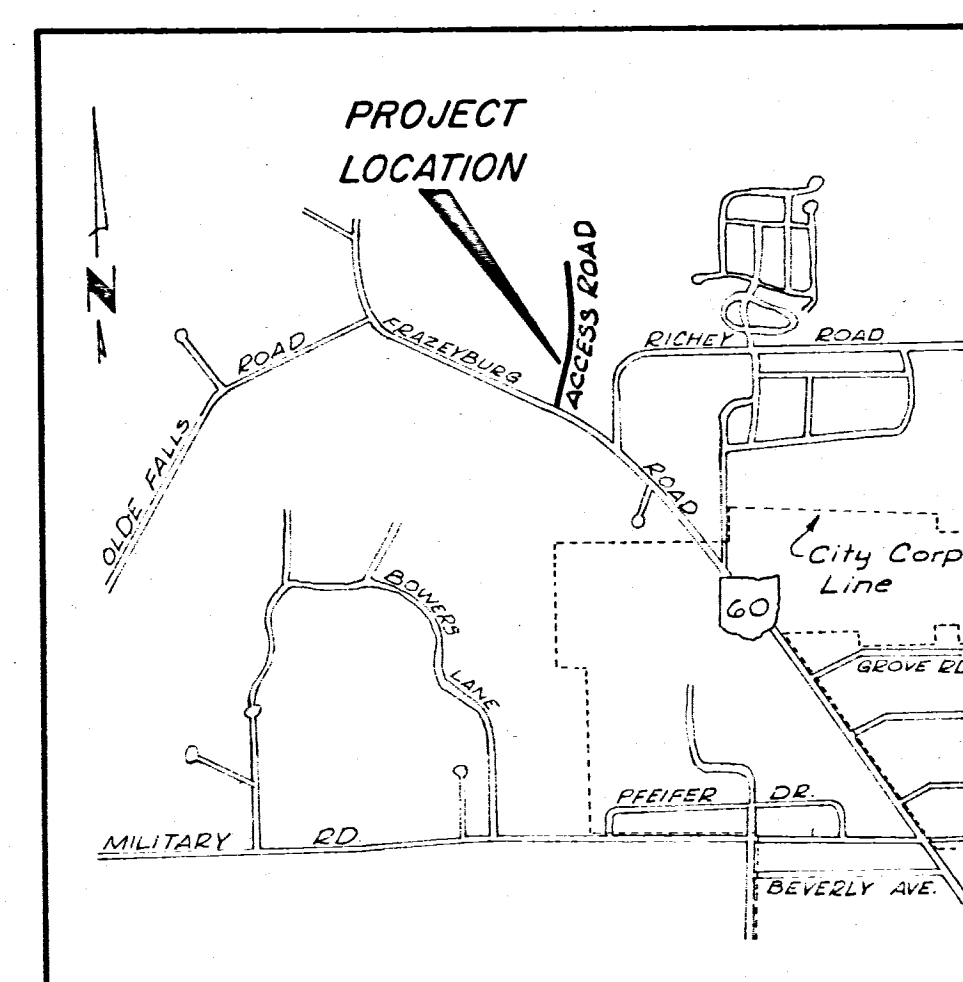 PROJECT
LOCATION
N
ACCESS ROAD
RICHEY ROAD
FRAZEYBURG
ROAD
ROAD
OLDE FALLS
City Corp
Line
60
BOWERS
LANE
GROVE RD
PFEIFER DR.
MILITARY RD.
BEVERLY AVE.